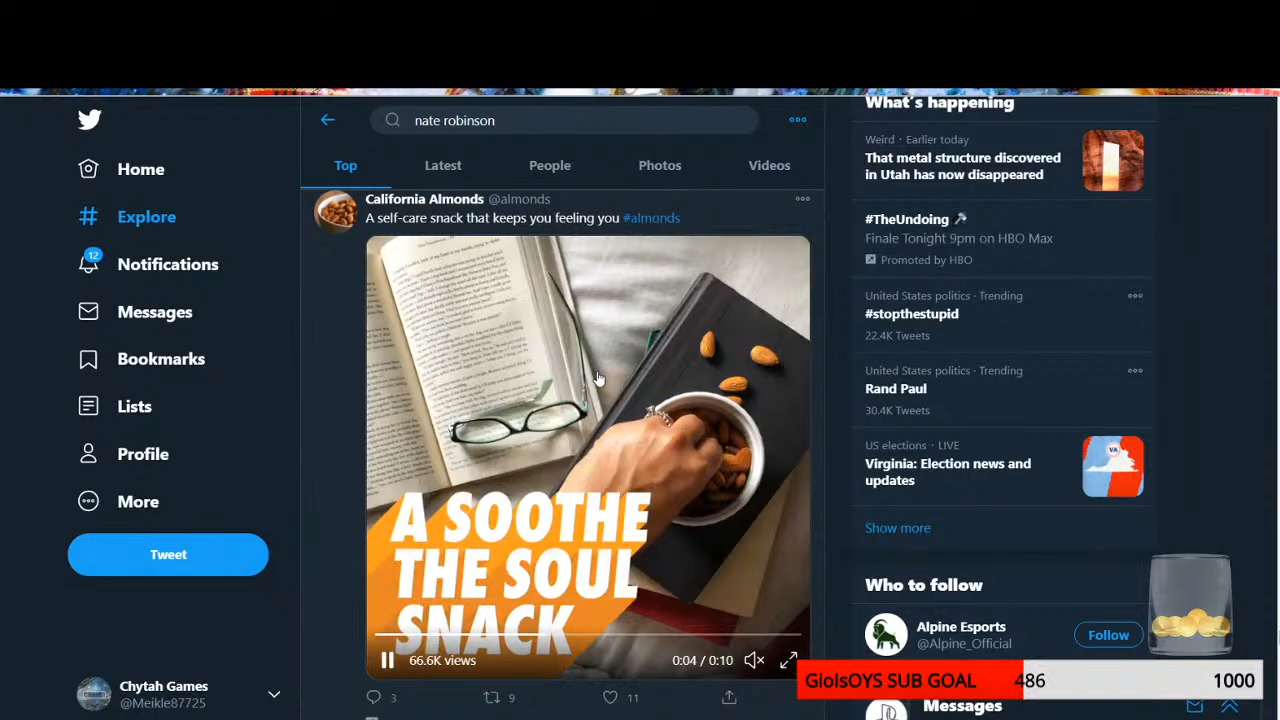 nate robinson
Top
Latest
People
Photos
Videos
Home
Explore
12
Notifications
Messages
Bookmarks
Lists
Profile
More
Tweet
Chytah Games
@Meikle87725
California Almonds @almonds
A self-care snack that keeps you feeling you #almonds
A SOOTHE
THE SOUL
SNACK
66.6K views
0:04 / 0:10
3
9
11
What's happening
Weird · Earlier today
That metal structure discovered
in Utah has now disappeared
#TheUndoing
Finale Tonight 9pm on HBO Max
Promoted by HBO
United States politics · Trending
#stopthestupid
22.4K Tweets
United States politics · Trending
Rand Paul
30.4K Tweets
US elections · LIVE
Virginia: Election news and
updates
VA
Show more
Who to follow
Alpine Esports
@Alpine_Official
Follow
GioIsOYS SUB GOAL 486 1000
Messages